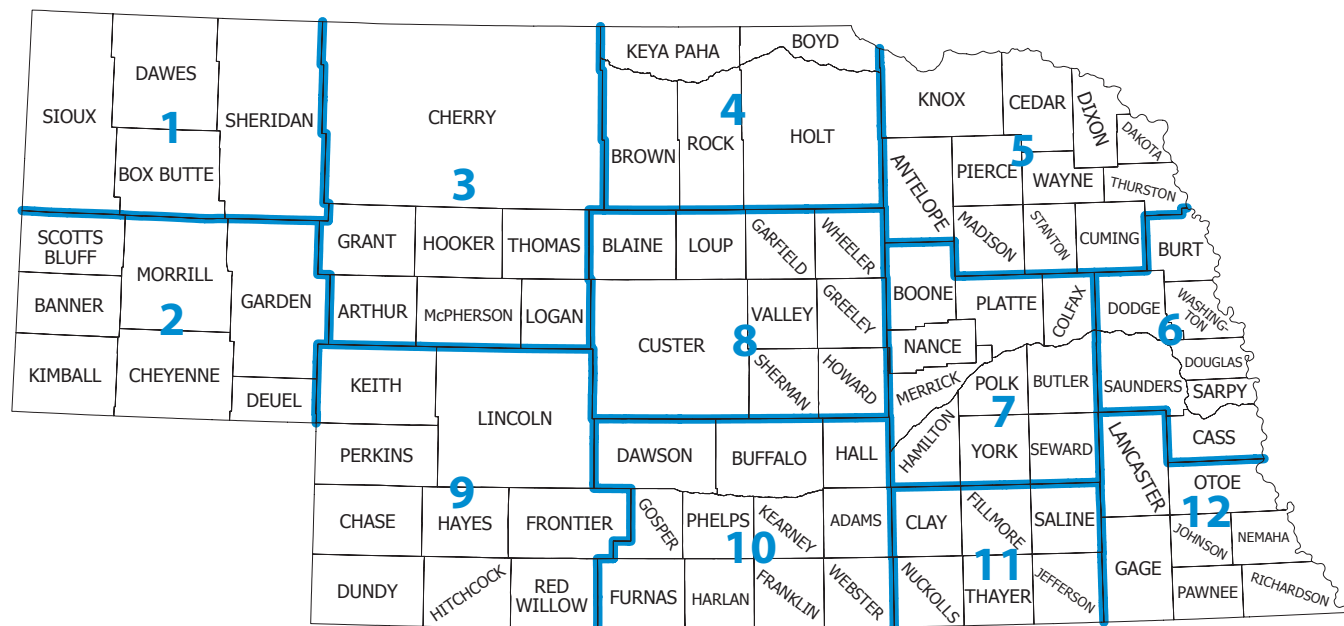 KEYA PAHA
BOYD
DAWES
SIOUX
1
SHERIDAN
BOX BUTTE
CHERRY
3
4
BROWN
ROCK
HOLT
KNOX
CEDAR
DIXON
DAKOTA
5
ANTELOPE
PIERCE
WAYNE
THURSTON
MADISON
STANTON
CUMING
SCOTTS
BLUFF
MORRILL
BANNER
2
GARDEN
KIMBALL
CHEYENNE
DEUEL
GRANT
HOOKER
THOMAS
ARTHUR
McPHERSON
LOGAN
BLAINE
LOUP
GARFIELD
WHEELER
CUSTER
VALLEY
GREELEY
8
SHERMAN
HOWARD
BOONE
PLATTE
COLFAX
NANCE
MERRICK
POLK
BUTLER
7
HAMILTON
YORK
SEWARD
BURT
DODGE
WASHING-
TON
6
DOUGLAS
SAUNDERS
SARPY
CASS
KEITH
LINCOLN
PERKINS
9
CHASE
HAYES
FRONTIER
DUNDY
HITCHCOCK
RED
WILLOW
DAWSON
BUFFALO
HALL
GOSPER
PHELPS
KEARNEY
ADAMS
10
FURNAS
HARLAN
FRANKLIN
WEBSTER
CLAY
FILLMORE
SALINE
11
NUCKOLLS
THAYER
JEFFERSON
LANCASTER
OTOE
12
GAGE
JOHNSON
NEMAHA
PAWNEE
RICHARDSON